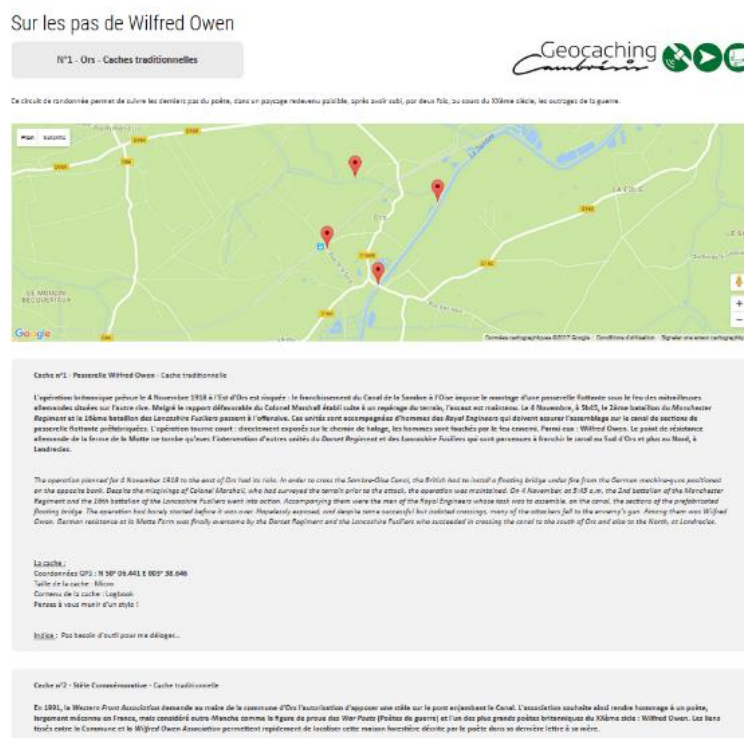 Sur les pas de Wilfred Owen
N°1 - Ors - Caches traditionnelles
Geocaching
Cambrésis
Ce circuit de randonnée permet de suivre les derniers pas du poète, dans un paysage redevenu paisible, après avoir subi, par deux fois, au cours du XXème siècle, les outrages de la guerre.
Plan Satellite
La Sambre
LA FOLIE
Ors
LE MOULIN
BECQUERIAUX
Google
Données cartographiques ©2017 Google Conditions d'utilisation Signaler une erreur cartographique
Cache n°1 - Passerelle Wilfred Owen - Cache traditionnelle
L'opération britannique prévue le 4 Novembre 1918 à l'Est d'Ors est risquée : le franchissement du Canal de la Sambre à l'Oise impose le montage d'une passerelle flottante sous le feu des mitrailleuses
allemandes situées sur l'autre rive. Malgré le rapport défavorable du Colonel Marshall établi suite à un repérage du terrain, l'assaut est maintenu. Le 4 Novembre, à 5h45, le 2ème bataillon du Manchester
Regiment et le 16ème bataillon des Lancashire Fusiliers passent à l'offensive. Ces unités sont accompagnées d'hommes des Royal Engineers qui doivent assurer l'assemblage sur le canal de sections de
passerelle flottante préfabriquées. L'opération tourne court : directement exposés sur le chemin de halage, les hommes sont fauchés par le feu ennemi. Parmi eux : Wilfred Owen. Le point de résistance
allemande de la ferme de la Motte ne tombe qu'avec l'intervention d'autres unités du Dorset Regiment et des Lancashire Fusiliers qui sont parvenues à franchir le canal au Sud d'Ors et plus au Nord, à
Landrecies.
The operation planned for 4 November 1918 to the east of Ors had its risks. In order to cross the Sambre-Oise Canal, the British had to install a floating bridge under fire from the German machine-guns positioned
on the opposite bank. Despite the misgivings of Colonel Marshall, who had surveyed the terrain prior to the attack, the operation was maintained. On 4 November, at 5:45 a.m, the 2nd battalion of the Manchester
Regiment and the 16th battalion of the Lancashire Fusiliers went into action. Accompanying them were the men of the Royal Engineers whose task was to assemble, on the canal, the sections of the prefabricated
floating bridge. The operation had barely started before it was over. Hopelessly exposed, and despite some successful but isolated crossings, many of the attackers fell to the enemy's gun. Among them was Wilfred
Owen. German resistance at la Motte Farm was finally overcome by the Dorset Regiment and the Lancashire Fusiliers who succeeded in crossing the canal to the south of Ors and also to the North, at Landrecies.
La cache :
Coordonnées GPS : N 50° 06.441 E 003° 38.646
Taille de la cache : Micro
Contenu de la cache : Logbook
Pensez à vous munir d'un stylo !
Indice : Pas besoin d'outil pour me déloger...
Cache n°2 - Stèle Commémorative - Cache traditionnelle
En 1991, la Western Front Association demande au maire de la commune d'Ors l'autorisation d'apposer une stèle sur le pont enjambant le Canal. L'association souhaite ainsi rendre hommage à un poète,
largement méconnu en France, mais considéré outre-Manche comme la figure de proue des War Poets (Poètes de guerre) et l'un des plus grands poètes britanniques du XXème siècle : Wilfred Owen. Les liens
tissés entre la Commune et la Wilfred Owen Association permettent rapidement de localiser cette maison forestière décrite par le poète dans sa dernière lettre à sa mère.